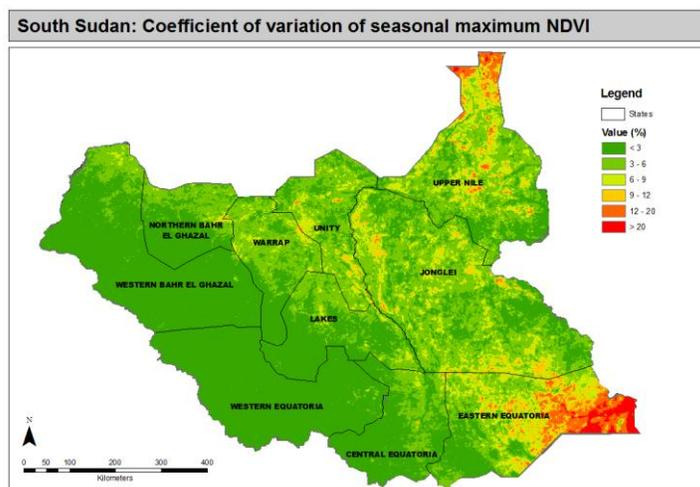 South Sudan: Coefficient of variation of seasonal maximum NDVI
Legend
States
Value (%)
< 3
3 - 6
6 - 9
9 - 12
12 - 20
> 20
UPPER NILE
NORTHERN BAHR
EL GHAZAL
UNITY
WARRAP
JONGLEI
WESTERN BAHR EL GHAZAL
LAKES
WESTERN EQUATORIA
EASTERN EQUATORIA
CENTRAL EQUATORIA
N
0 50 100 200 300 400
Kilometers